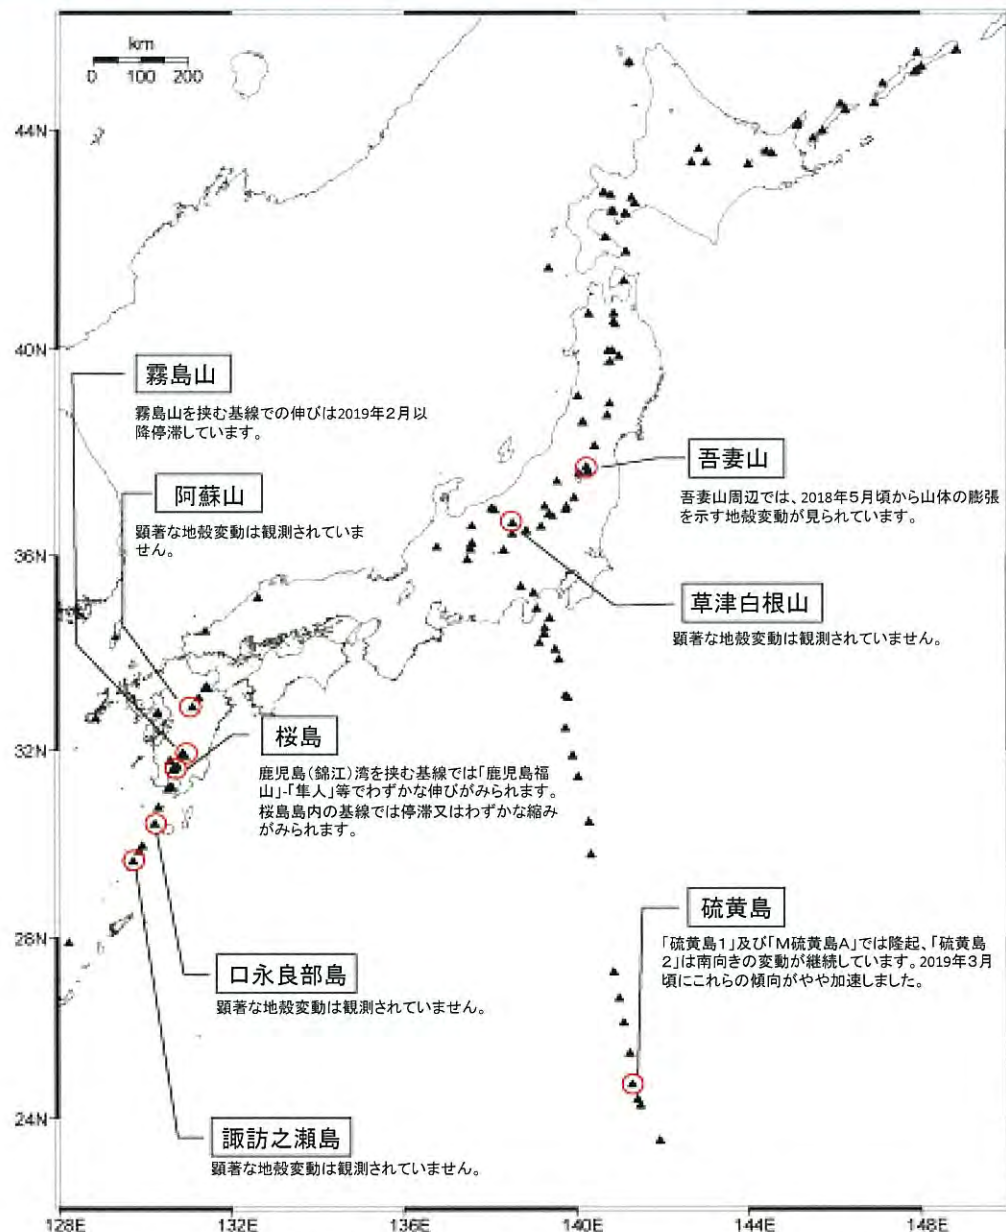 km
0 100 200
44N
40N
36N
32N
28N
24N
128E
132E
136E
140E
144E
148E
霧島山
霧島山を挟む基線での伸びは2019年2月以
降停滞しています。
阿蘇山
顕著な地殻変動は観測されていま
せん。
吾妻山
吾妻山周辺では、2018年5月頃から山体の膨張
を示す地殻変動が見られています。
草津白根山
顕著な地殻変動は観測されていません。
桜島
鹿児島(錦江)湾を挟む基線では「鹿児島福
山」-「隼人」等でわずかな伸びがみられます。
桜島島内の基線では停滞又はわずかな縮み
がみられます。
硫黄島
「硫黄島1」及び「M硫黄島A」では隆起、「硫黄島
2」は南向きの変動が継続しています。2019年3月
頃にこれらの傾向がやや加速しました。
口永良部島
顕著な地殻変動は観測されていません。
諏訪之瀬島
顕著な地殻変動は観測されていません。